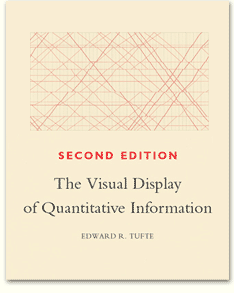 SECOND EDITION
The Visual Display
of Quantitative Information
EDWARD R. TUFTE